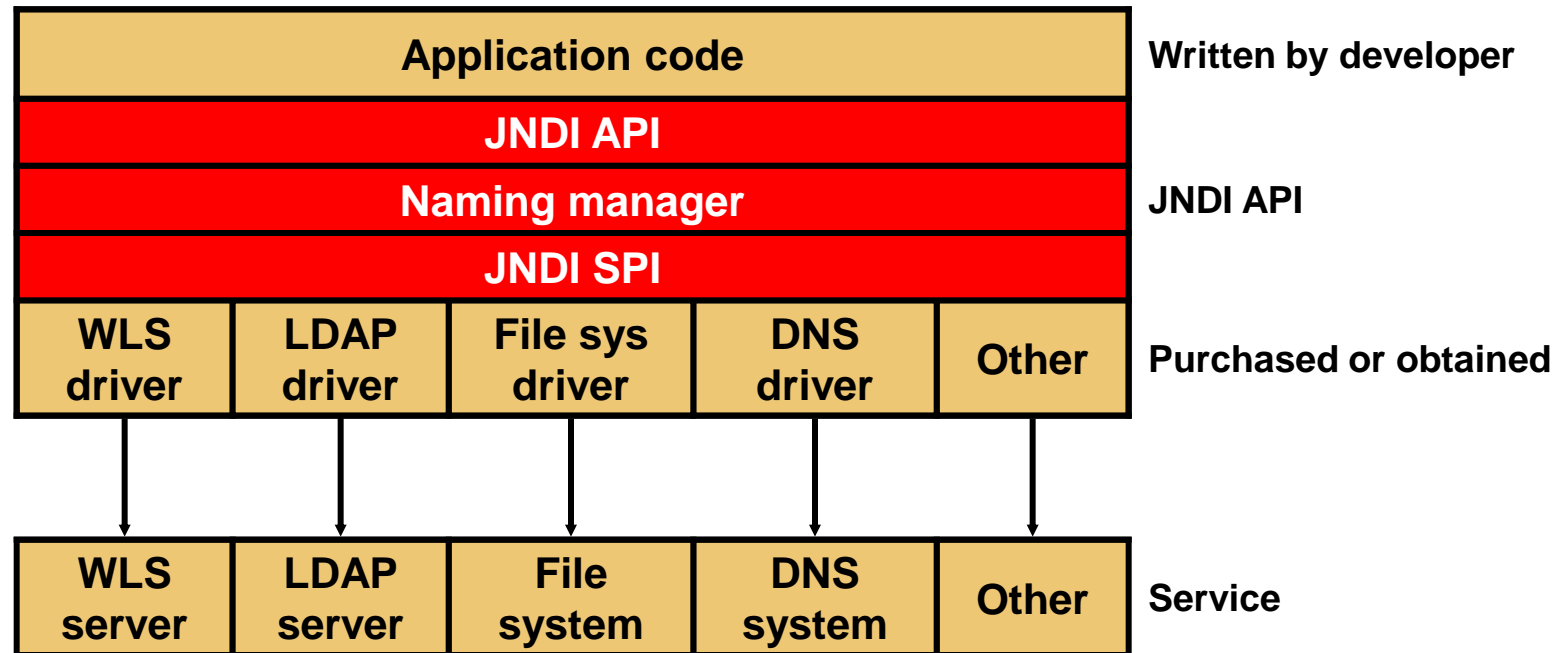 Application code
Written by developer
JNDI API
Naming manager
JNDI API
JNDI SPI
WLS
driver
LDAP
driver
File sys
driver
DNS
driver
Other
Purchased or obtained
WLS
server
LDAP
server
File
system
DNS
system
Other
Service